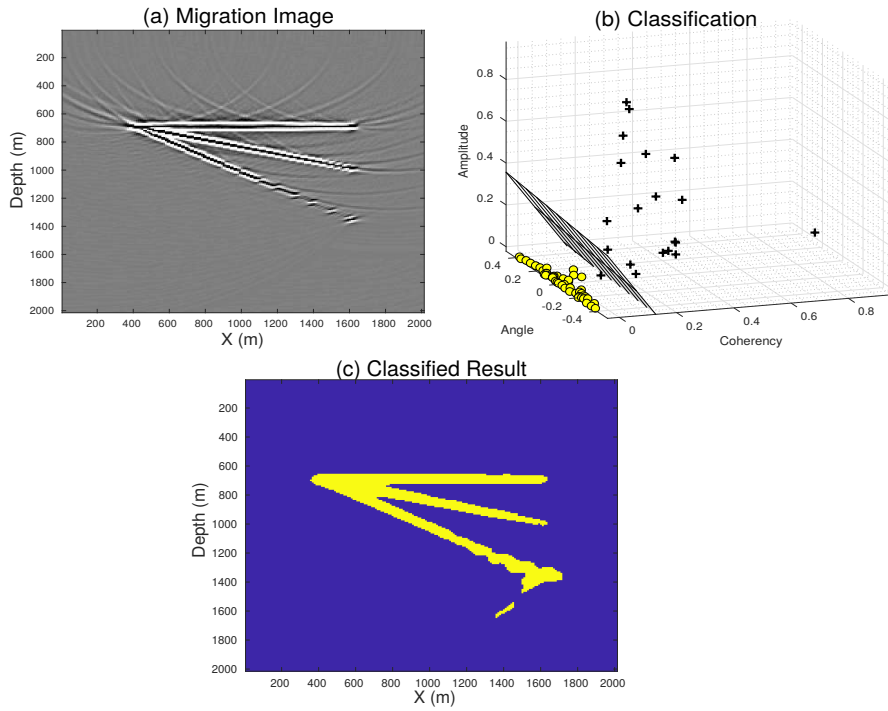 (a) Migration Image
200
400
600
800
1000
1200
1400
1600
1800
2000
Depth (m)
200 400 600 800 1000 1200 1400 1600 1800 2000
X (m)
(b) Classification
0.8
0.6
0.4
0.2
0
Amplitude
0.4
0.2
0
-0.2
-0.4
Angle
0 0.2 0.4 0.6 0.8
Coherency
(c) Classified Result
200
400
600
800
1000
1200
1400
1600
1800
2000
Depth (m)
200 400 600 800 1000 1200 1400 1600 1800 2000
X (m)